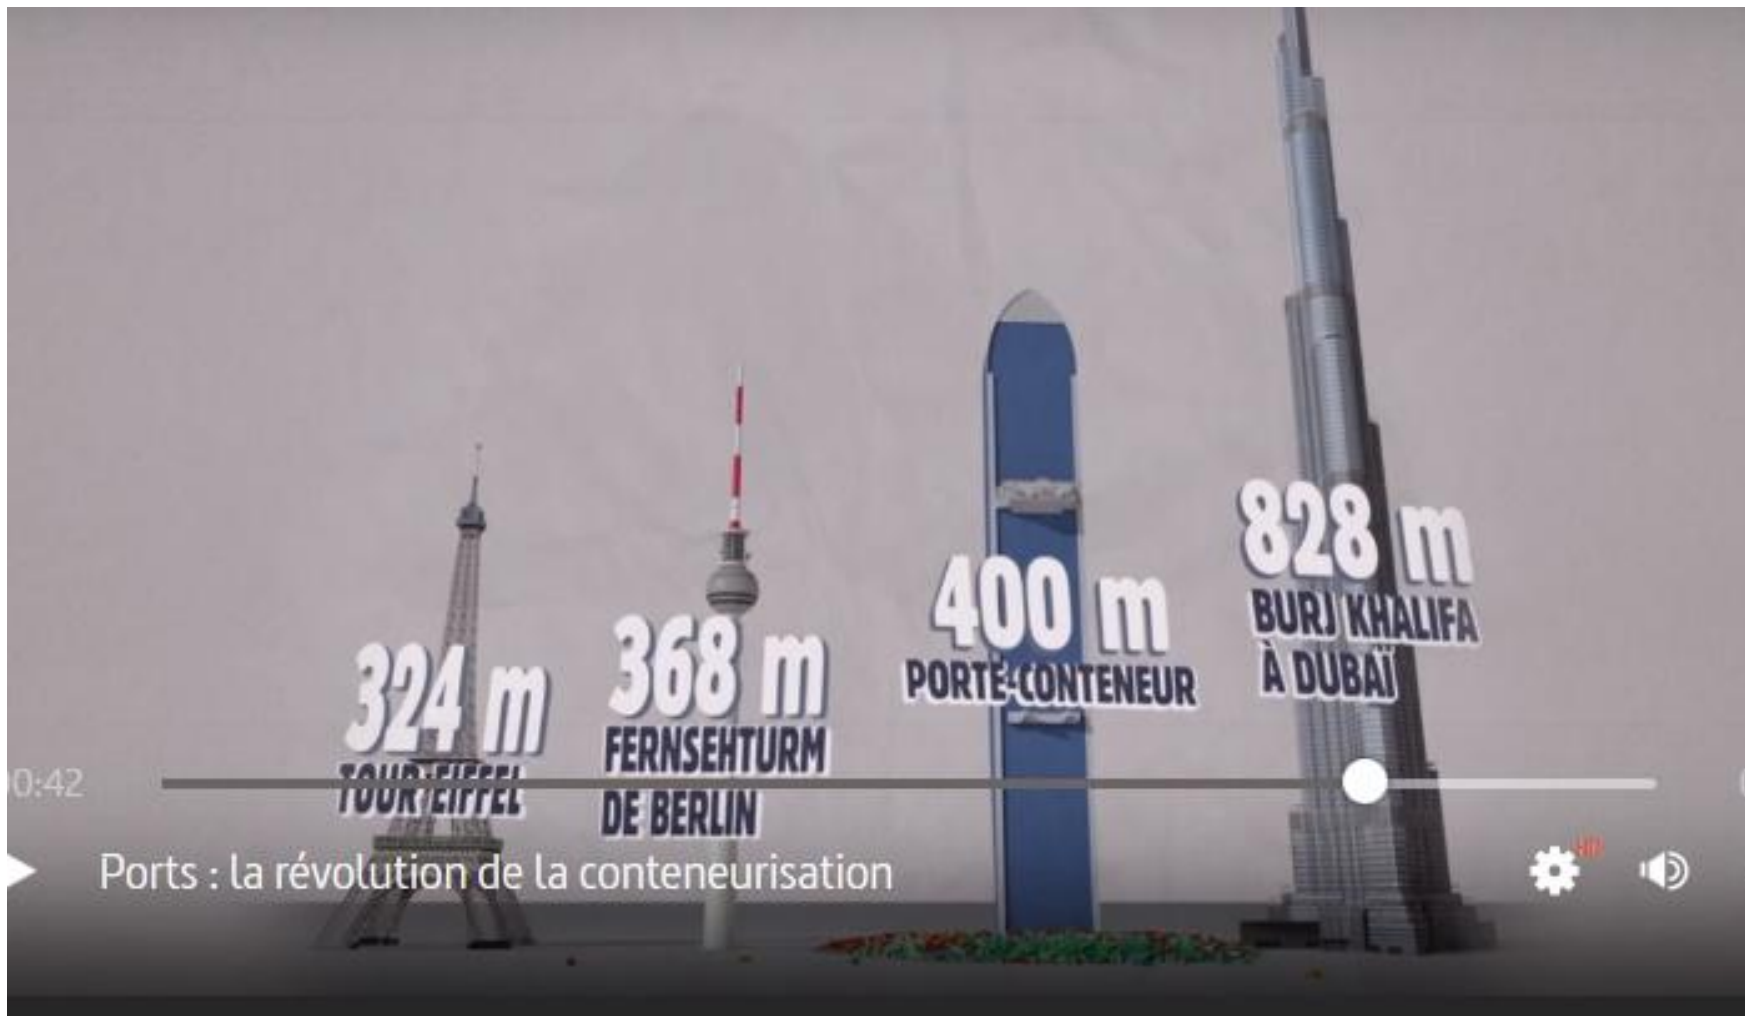 828 m
BURJ KHALIFA
À DUBAÏ
400 m
PORTE-CONTENEUR
368 m
FERNSEHTURM
DE BERLIN
324 m
TOUR EIFFEL
0:42
Ports : la révolution de la conteneurisation
HD